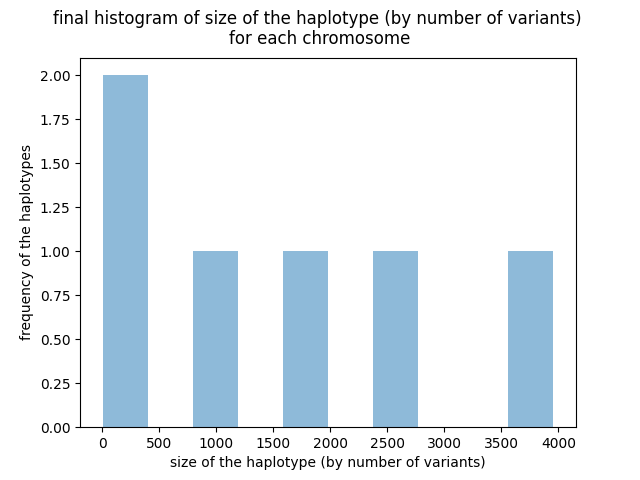 final histogram of size of the haplotype (by number of variants)
for each chromosome
2.00
1.75
1.50
1.25
1.00
0.75
0.50
0.25
0.00
frequency of the haplotypes
0 500 1000 1500 2000 2500 3000 3500 4000
size of the haplotype (by number of variants)